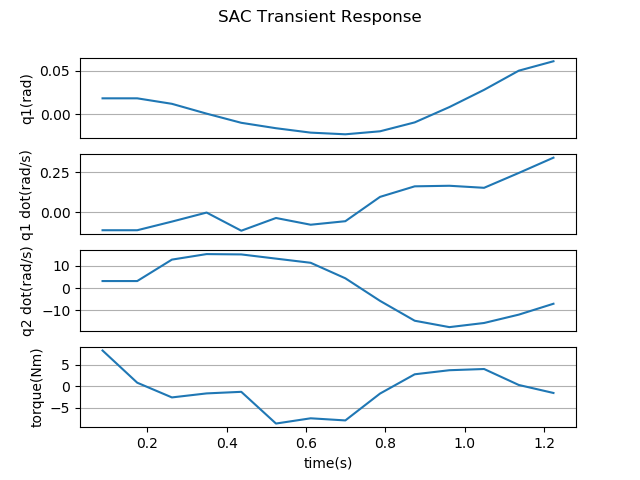 SAC Transient Response
q1(rad)
0.05
0.00
q1 dot(rad/s)
0.25
0.00
q2 dot(rad/s)
10
0
−10
torque(Nm)
5
0
−5
0.2 0.4 0.6 0.8 1.0 1.2
time(s)